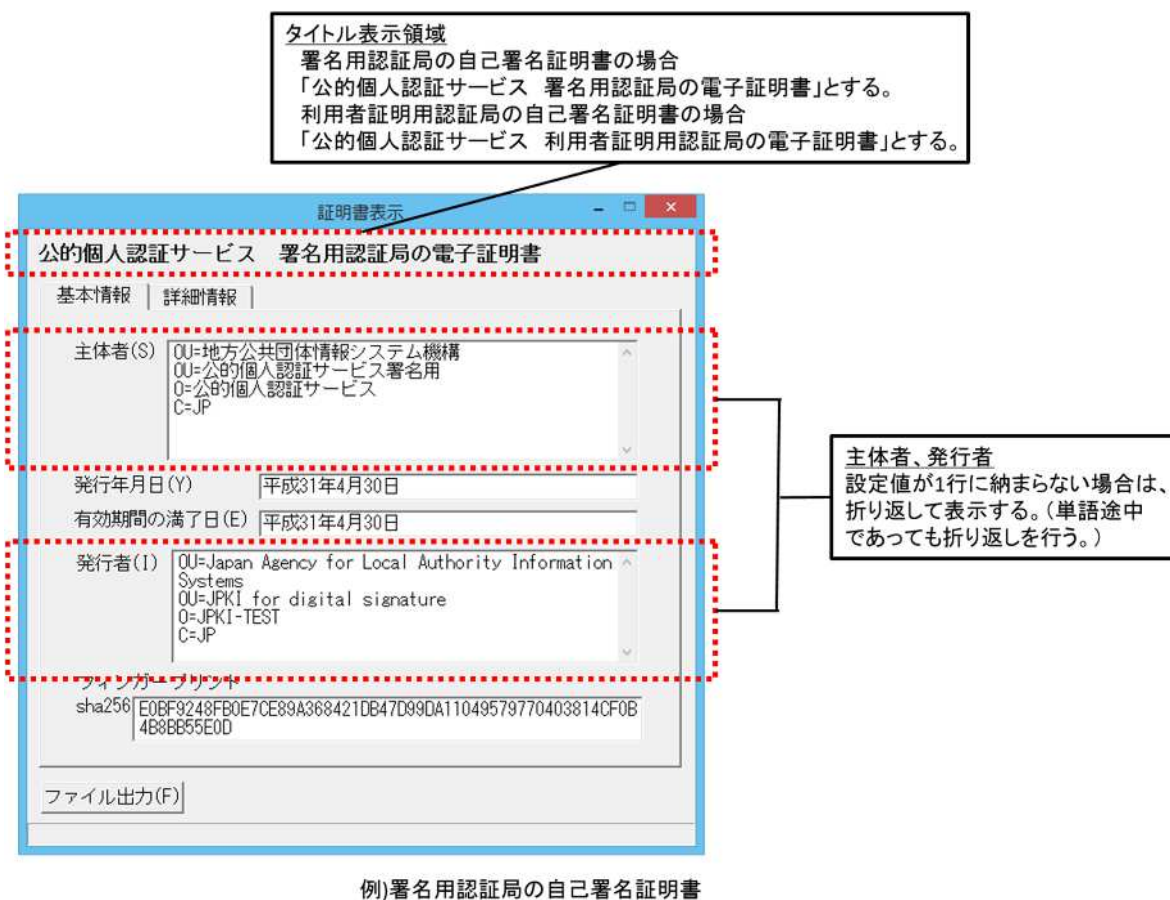 タイトル表示領域
署名用認証局の自己署名証明書の場合
「公的個人認証サービス　署名用認証局の電子証明書」とする。
利用者証明用認証局の自己署名証明書の場合
「公的個人認証サービス　利用者証明用認証局の電子証明書」とする。
証明書表示
公的個人認証サービス　署名用認証局の電子証明書
基本情報
詳細情報
主体者(S)
OU=地方公共団体情報システム機構
OU=公的個人認証サービス署名用
O=公的個人認証サービス
C=JP
発行年月日(Y)
平成31年4月30日
有効期間の満了日(E)
平成31年4月30日
発行者(I)
OU=Japan Agency for Local Authority Information
Systems
OU=JPKI for digital signature
O=JPKI-TEST
C=JP
フィンガープリント
sha256
E0BF9248FB0E7CE89A368421DB47D99DA11049579770403814CF0B
4B8BB55E0D
ファイル出力(F)
主体者、発行者
設定値が1行に納まらない場合は、
折り返して表示する。（単語途中
であっても折り返しを行う。）
例)署名用認証局の自己署名証明書